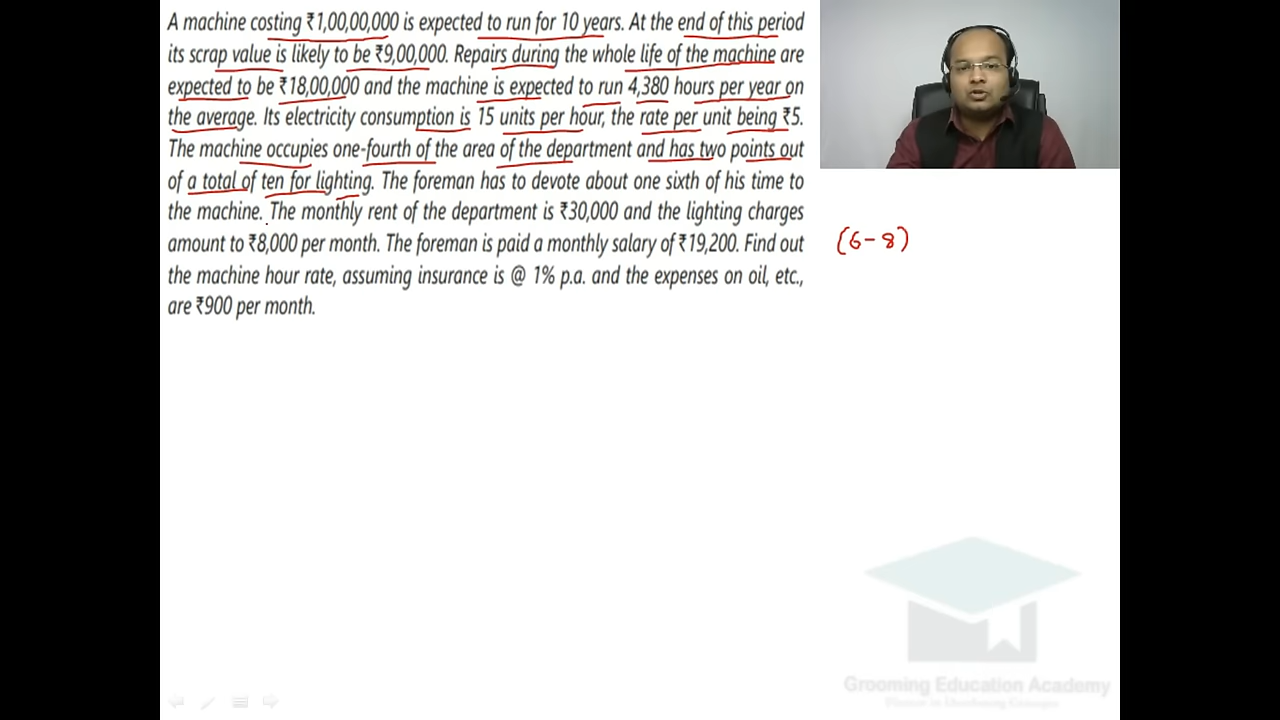 A machine costing ₹1,00,00,000 is expected to run for 10 years. At the end of this period
its scrap value is likely to be ₹9,00,000. Repairs during the whole life of the machine are
expected to be ₹18,00,000 and the machine is expected to run 4,380 hours per year on
the average. Its electricity consumption is 15 units per hour, the rate per unit being ₹5.
The machine occupies one-fourth of the area of the department and has two points out
of a total of ten for lighting. The foreman has to devote about one sixth of his time to
the machine. The monthly rent of the department is ₹30,000 and the lighting charges
amount to ₹8,000 per month. The foreman is paid a monthly salary of ₹19,200. Find out
the machine hour rate, assuming insurance is @ 1% p.a. and the expenses on oil, etc.,
are ₹900 per month.
(6-8)
Grooming Education Academy